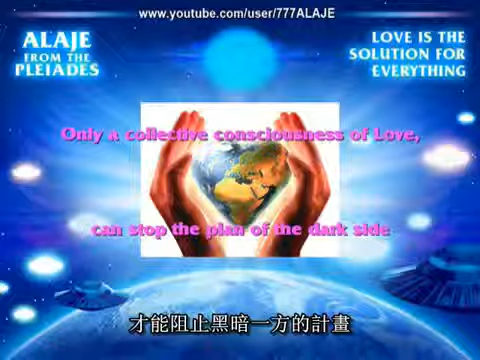 www.youtube.com/user/777ALAJE
ALAJE
FROM THE
PLEIADES
LOVE IS THE
SOLUTION FOR
EVERYTHING
Only a collective consciousness of Love,
can stop the plan of the dark side
才能阻止黑暗一方的計畫